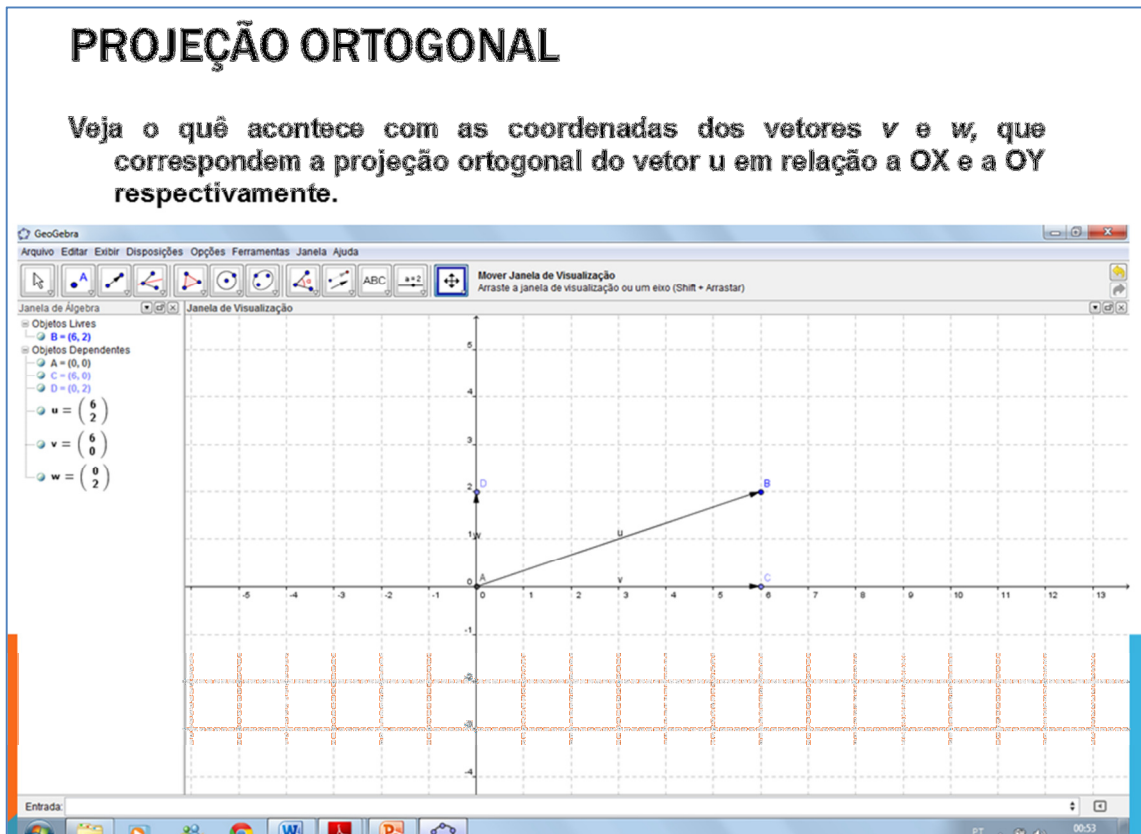 PROJEÇÃO ORTOGONAL
Veja o quê acontece com as coordenadas dos vetores v e w, que
correspondem a projeção ortogonal do vetor u em relação a OX e a OY
respectivamente.
GeoGebra
Arquivo Editar Exibir Disposições Opções Ferramentas Janela Ajuda
A
ABC
a=2
Mover Janela de Visualização
Arraste a janela de visualização ou um eixo (Shift + Arrastar)
Janela de Álgebra
Objetos Livres
B = (6, 2)
Objetos Dependentes
A = (0, 0)
C = (6, 0)
D = (0, 2)
u = ( 6
2 )
v = ( 6
0 )
w = ( 0
2 )
Janela de Visualização
5
4
3
2 D B
1 w u
0 A v C
-5 -4 -3 -2 -1 0 1 2 3 4 5 6 7 8 9 10 11 12 13
-1
-2
-3
-4
Entrada:
PT 00:53